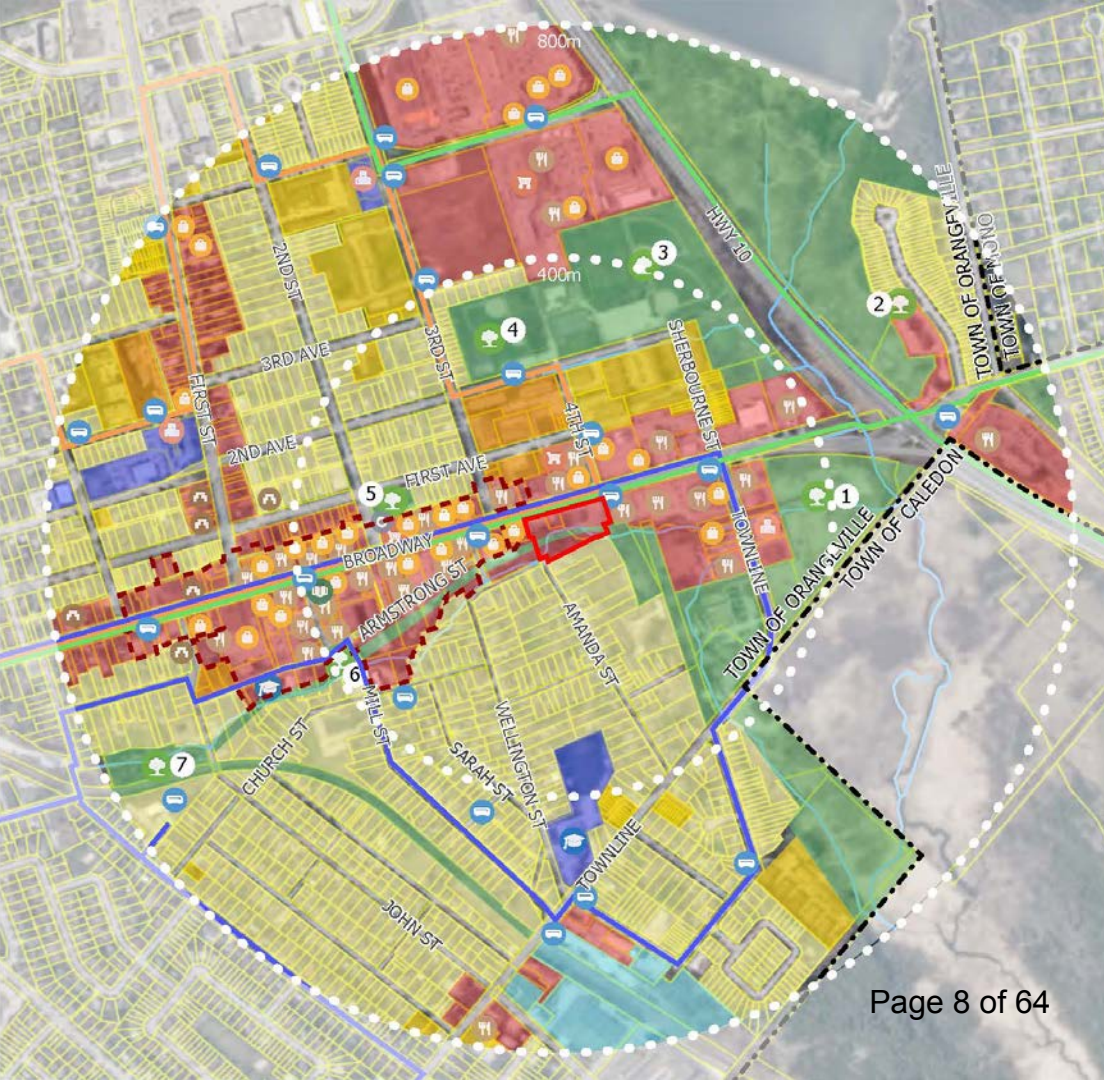 800m
TOWN OF ORANGEVILLE
TOWN OF MONO
HWY 10
2ND ST
3
400m
2
4
3RD ST
SHERBOURNE ST
3RD AVE
FIRST ST
4TH ST
2ND AVE
FIRST AVE
5
1
BROADWAY
TOWNLINE
TOWN OF ORANGEVILLE
TOWN OF CALEDON
ARMSTRONG ST
AMANDA ST
6
MILL ST
WELLINGTON ST
CHURCH ST
SARAH ST
7
TOWNLINE
JOHN ST
Page 8 of 64